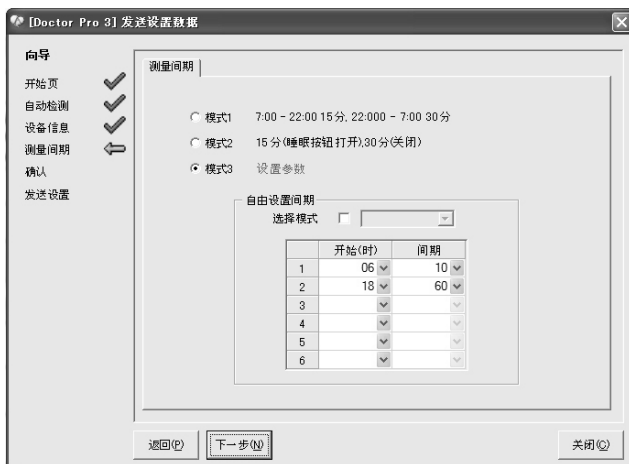 [Doctor Pro 3] 发送设置数据
向导
开始页
自动检测
设备信息
测量间期
确认
发送设置
测量间期
模式1 7:00 - 22:00 15分, 22:000 - 7:00 30分
模式2 15分(睡眠按钮打开),30分(关闭)
模式3 设置参数
自由设置间期
选择模式
开始(时) 间期
1 06 10
2 18 60
3
4
5
6
返回(P) 下一步(N) 关闭(C)